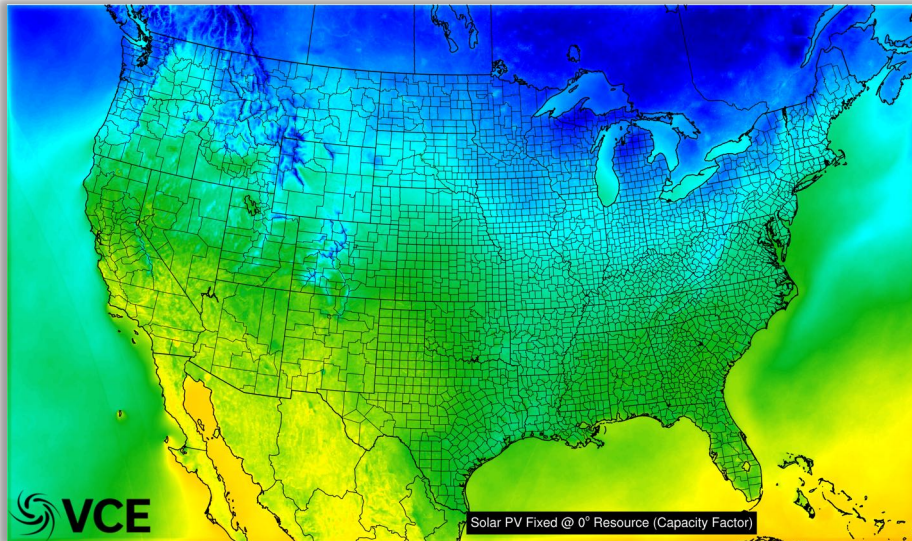 VCE
Solar PV Fixed @ 0° Resource (Capacity Factor)